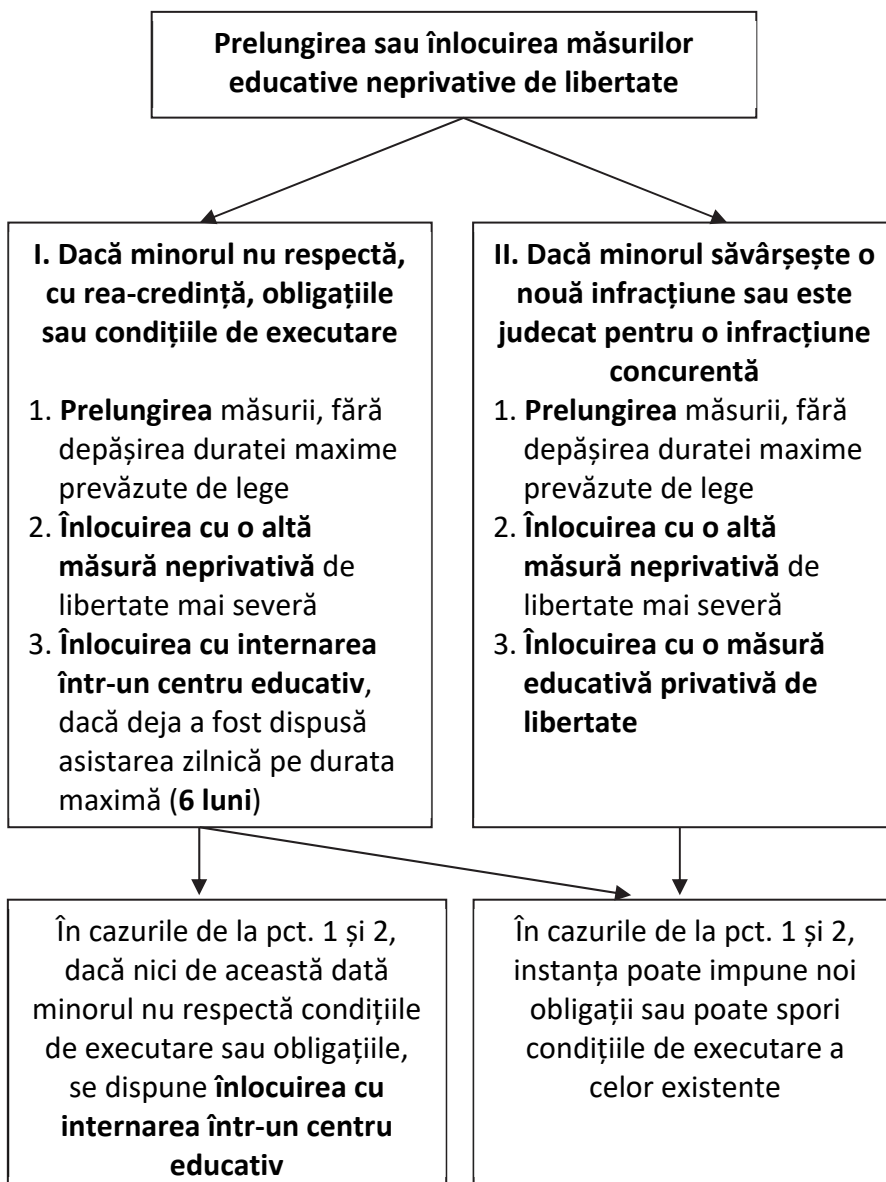 Prelungirea sau înlocuirea măsurilor
educative neprivative de libertate
I. Dacă minorul nu respectă,
cu rea-credință, obligațiile
sau condițiile de executare
1. Prelungirea măsurii, fără
depășirea duratei maxime
prevăzute de lege
2. Înlocuirea cu o altă
măsură neprivativă de
libertate mai severă
3. Înlocuirea cu internarea
într-un centru educativ,
dacă deja a fost dispusă
asistarea zilnică pe durata
maximă (6 luni)
II. Dacă minorul săvârșește o
nouă infracțiune sau este
judecat pentru o infracțiune
concurentă
1. Prelungirea măsurii, fără
depășirea duratei maxime
prevăzute de lege
2. Înlocuirea cu o altă
măsură neprivativă de
libertate mai severă
3. Înlocuirea cu o măsură
educativă privativă de
libertate
În cazurile de la pct. 1 și 2,
dacă nici de această dată
minorul nu respectă condițiile
de executare sau obligațiile,
se dispune înlocuirea cu
internarea într-un centru
educativ
În cazurile de la pct. 1 și 2,
instanța poate impune noi
obligații sau poate spori
condițiile de executare a
celor existente